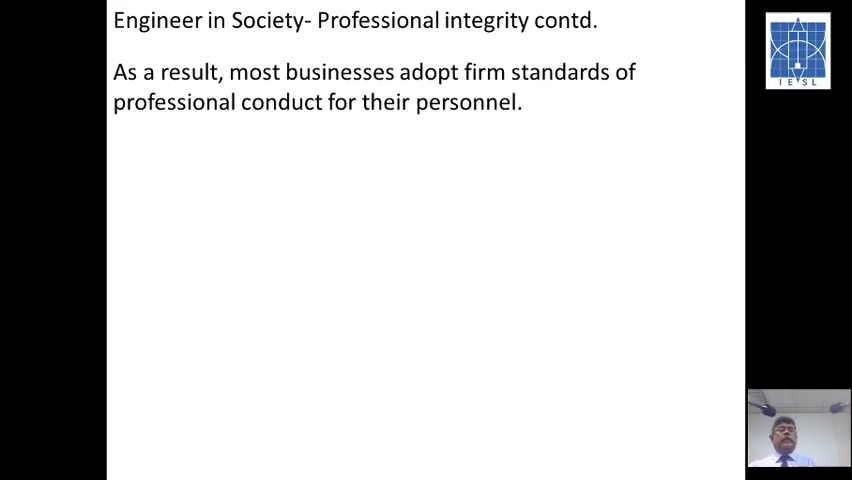 Engineer in Society- Professional integrity contd.
As a result, most businesses adopt firm standards of
professional conduct for their personnel.
IESL